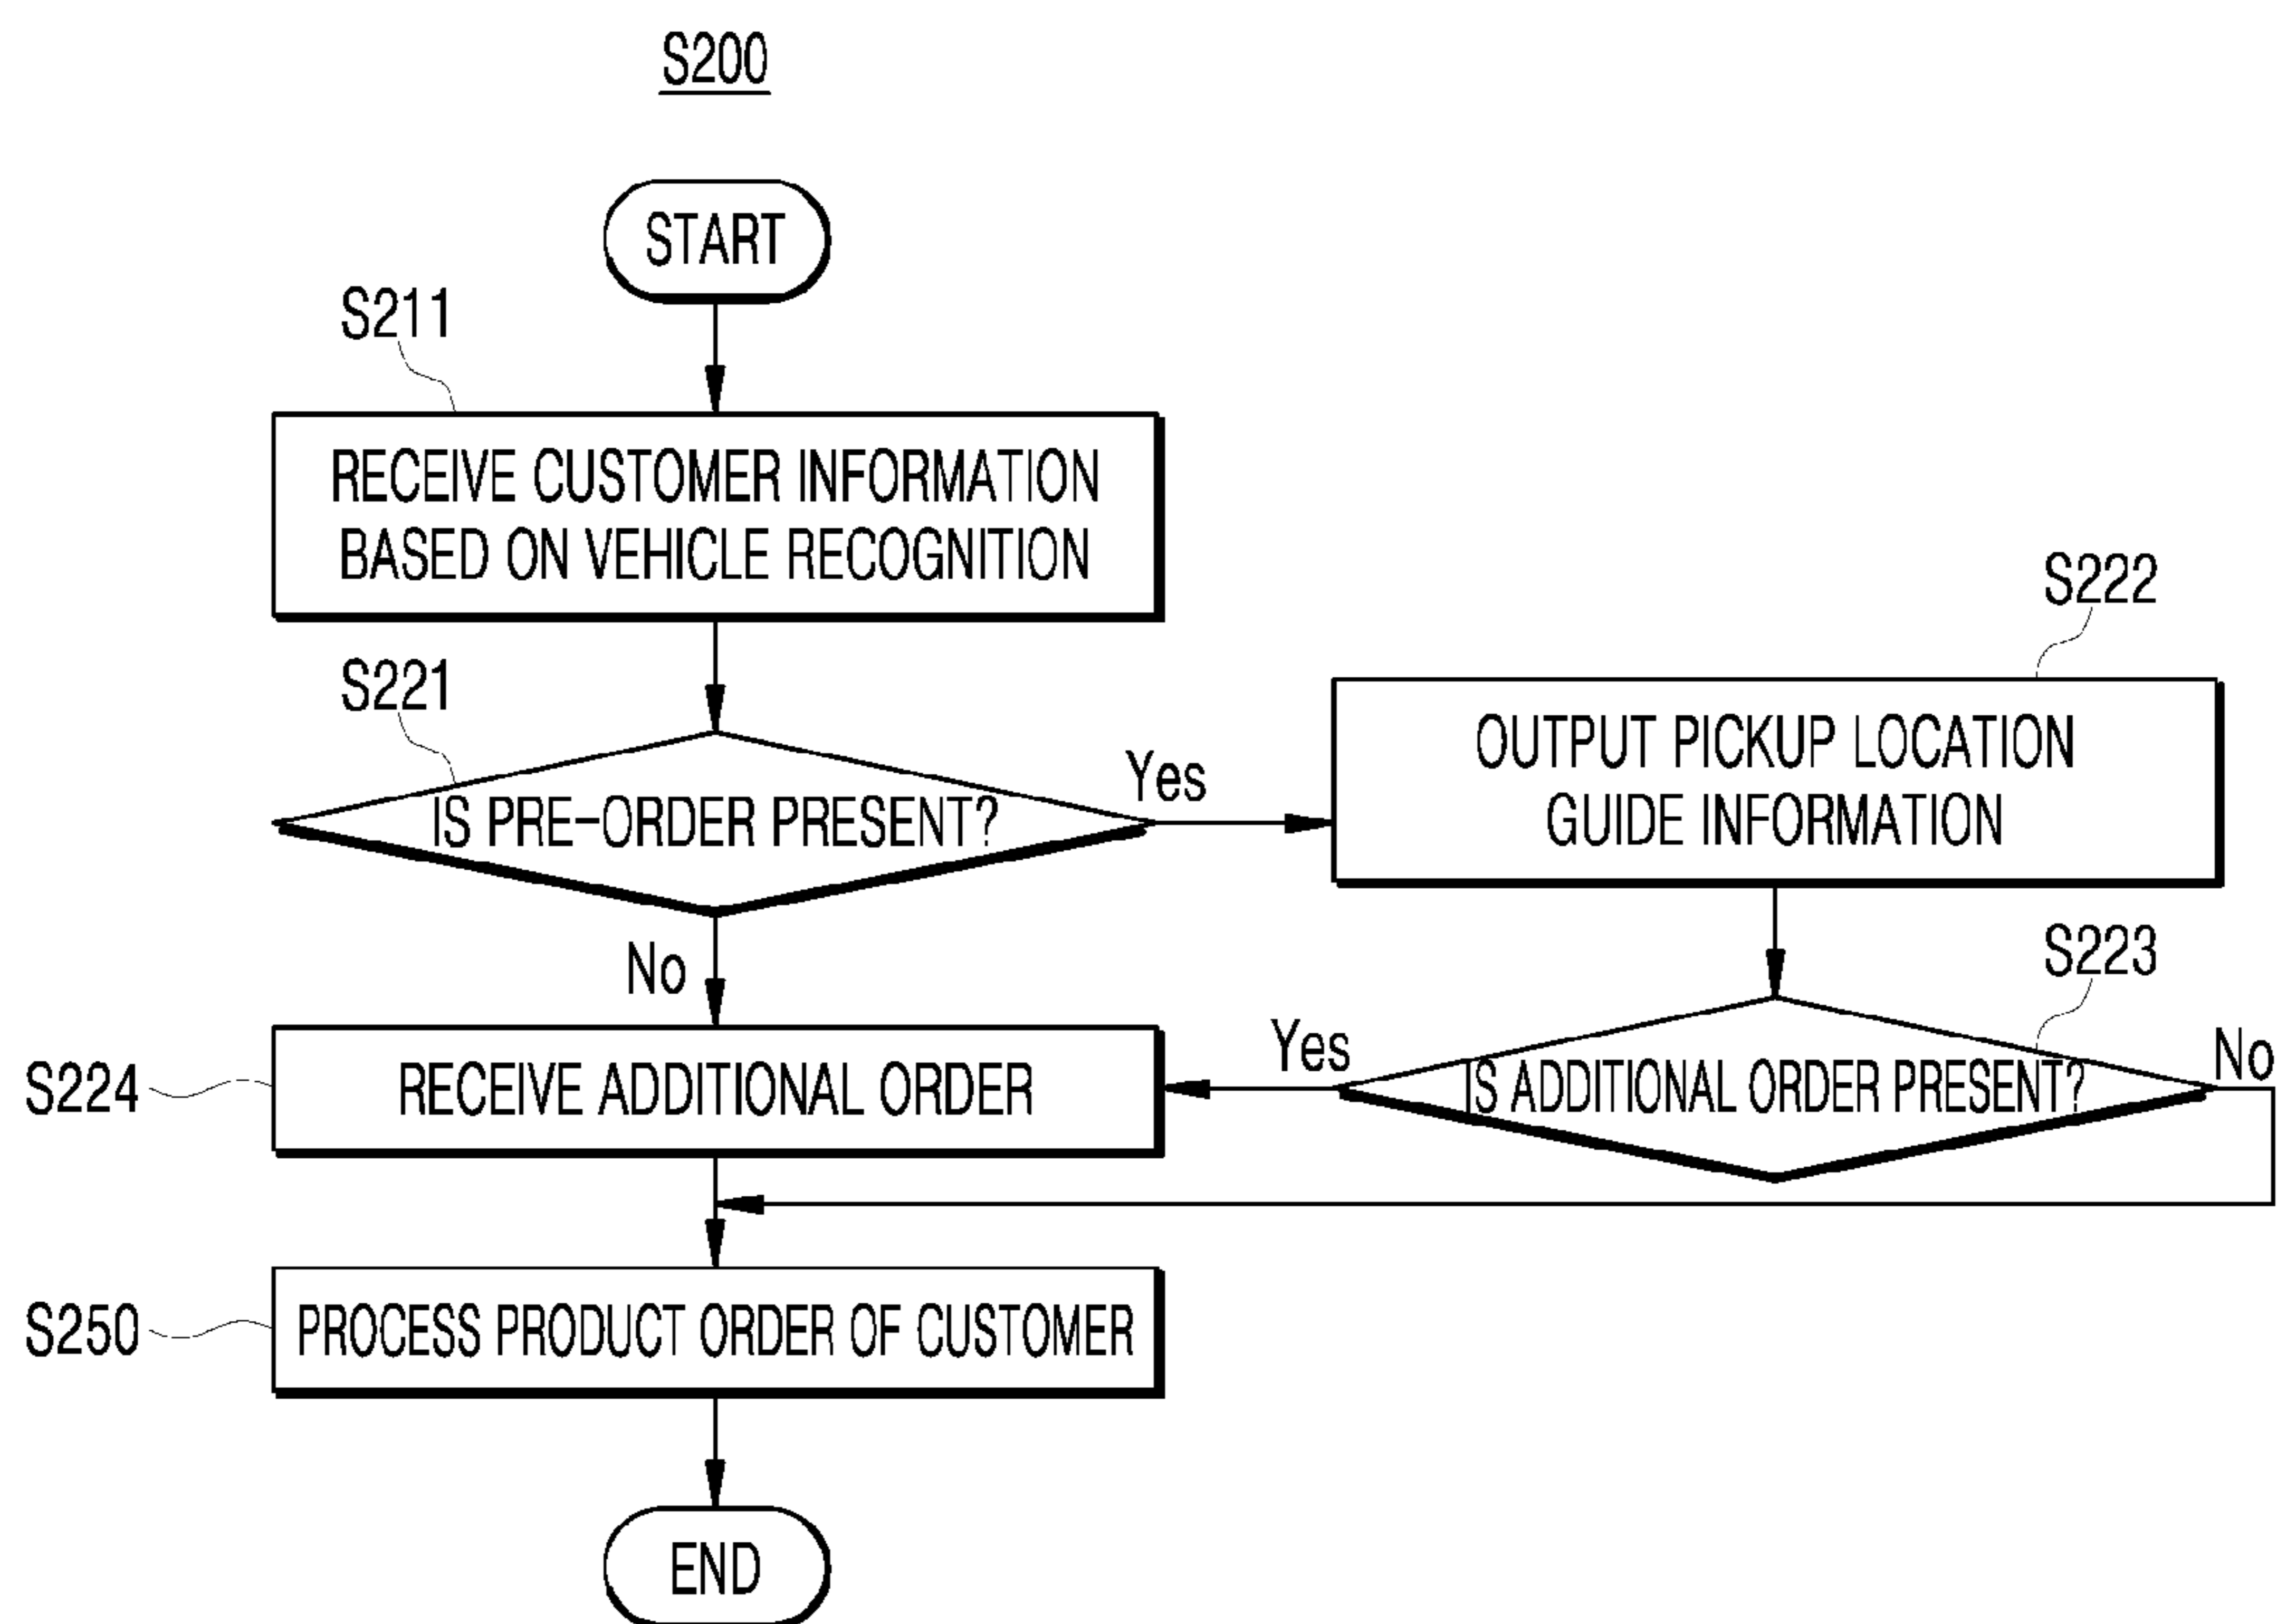 S200
START
S211
RECEIVE CUSTOMER INFORMATION
BASED ON VEHICLE RECOGNITION
S221
IS PRE-ORDER PRESENT?
Yes
No
S222
OUTPUT PICKUP LOCATION
GUIDE INFORMATION
S223
IS ADDITIONAL ORDER PRESENT?
Yes
No
S224
RECEIVE ADDITIONAL ORDER
S250
PROCESS PRODUCT ORDER OF CUSTOMER
END